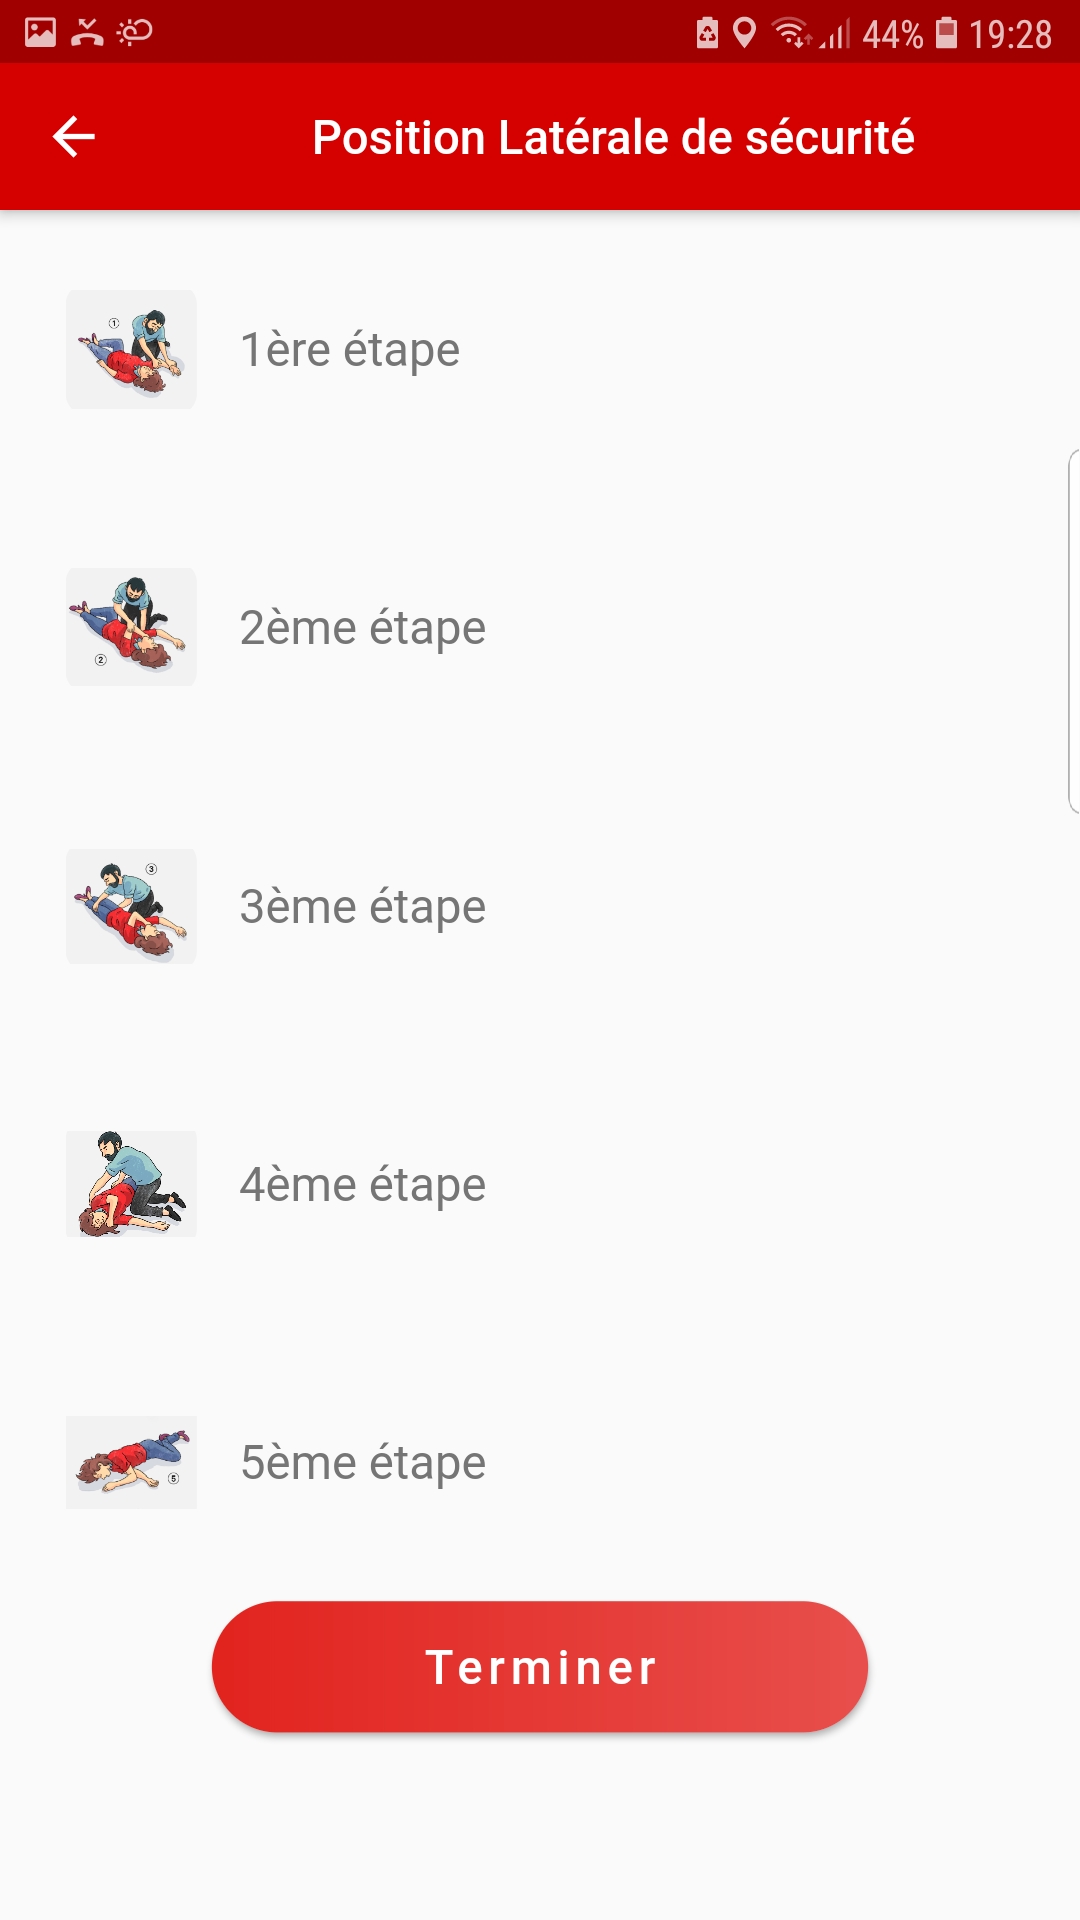 44% 19:28
Position Latérale de sécurité
1
1ère étape
2
2ème étape
3
3ème étape
4ème étape
5
5ème étape
Terminer